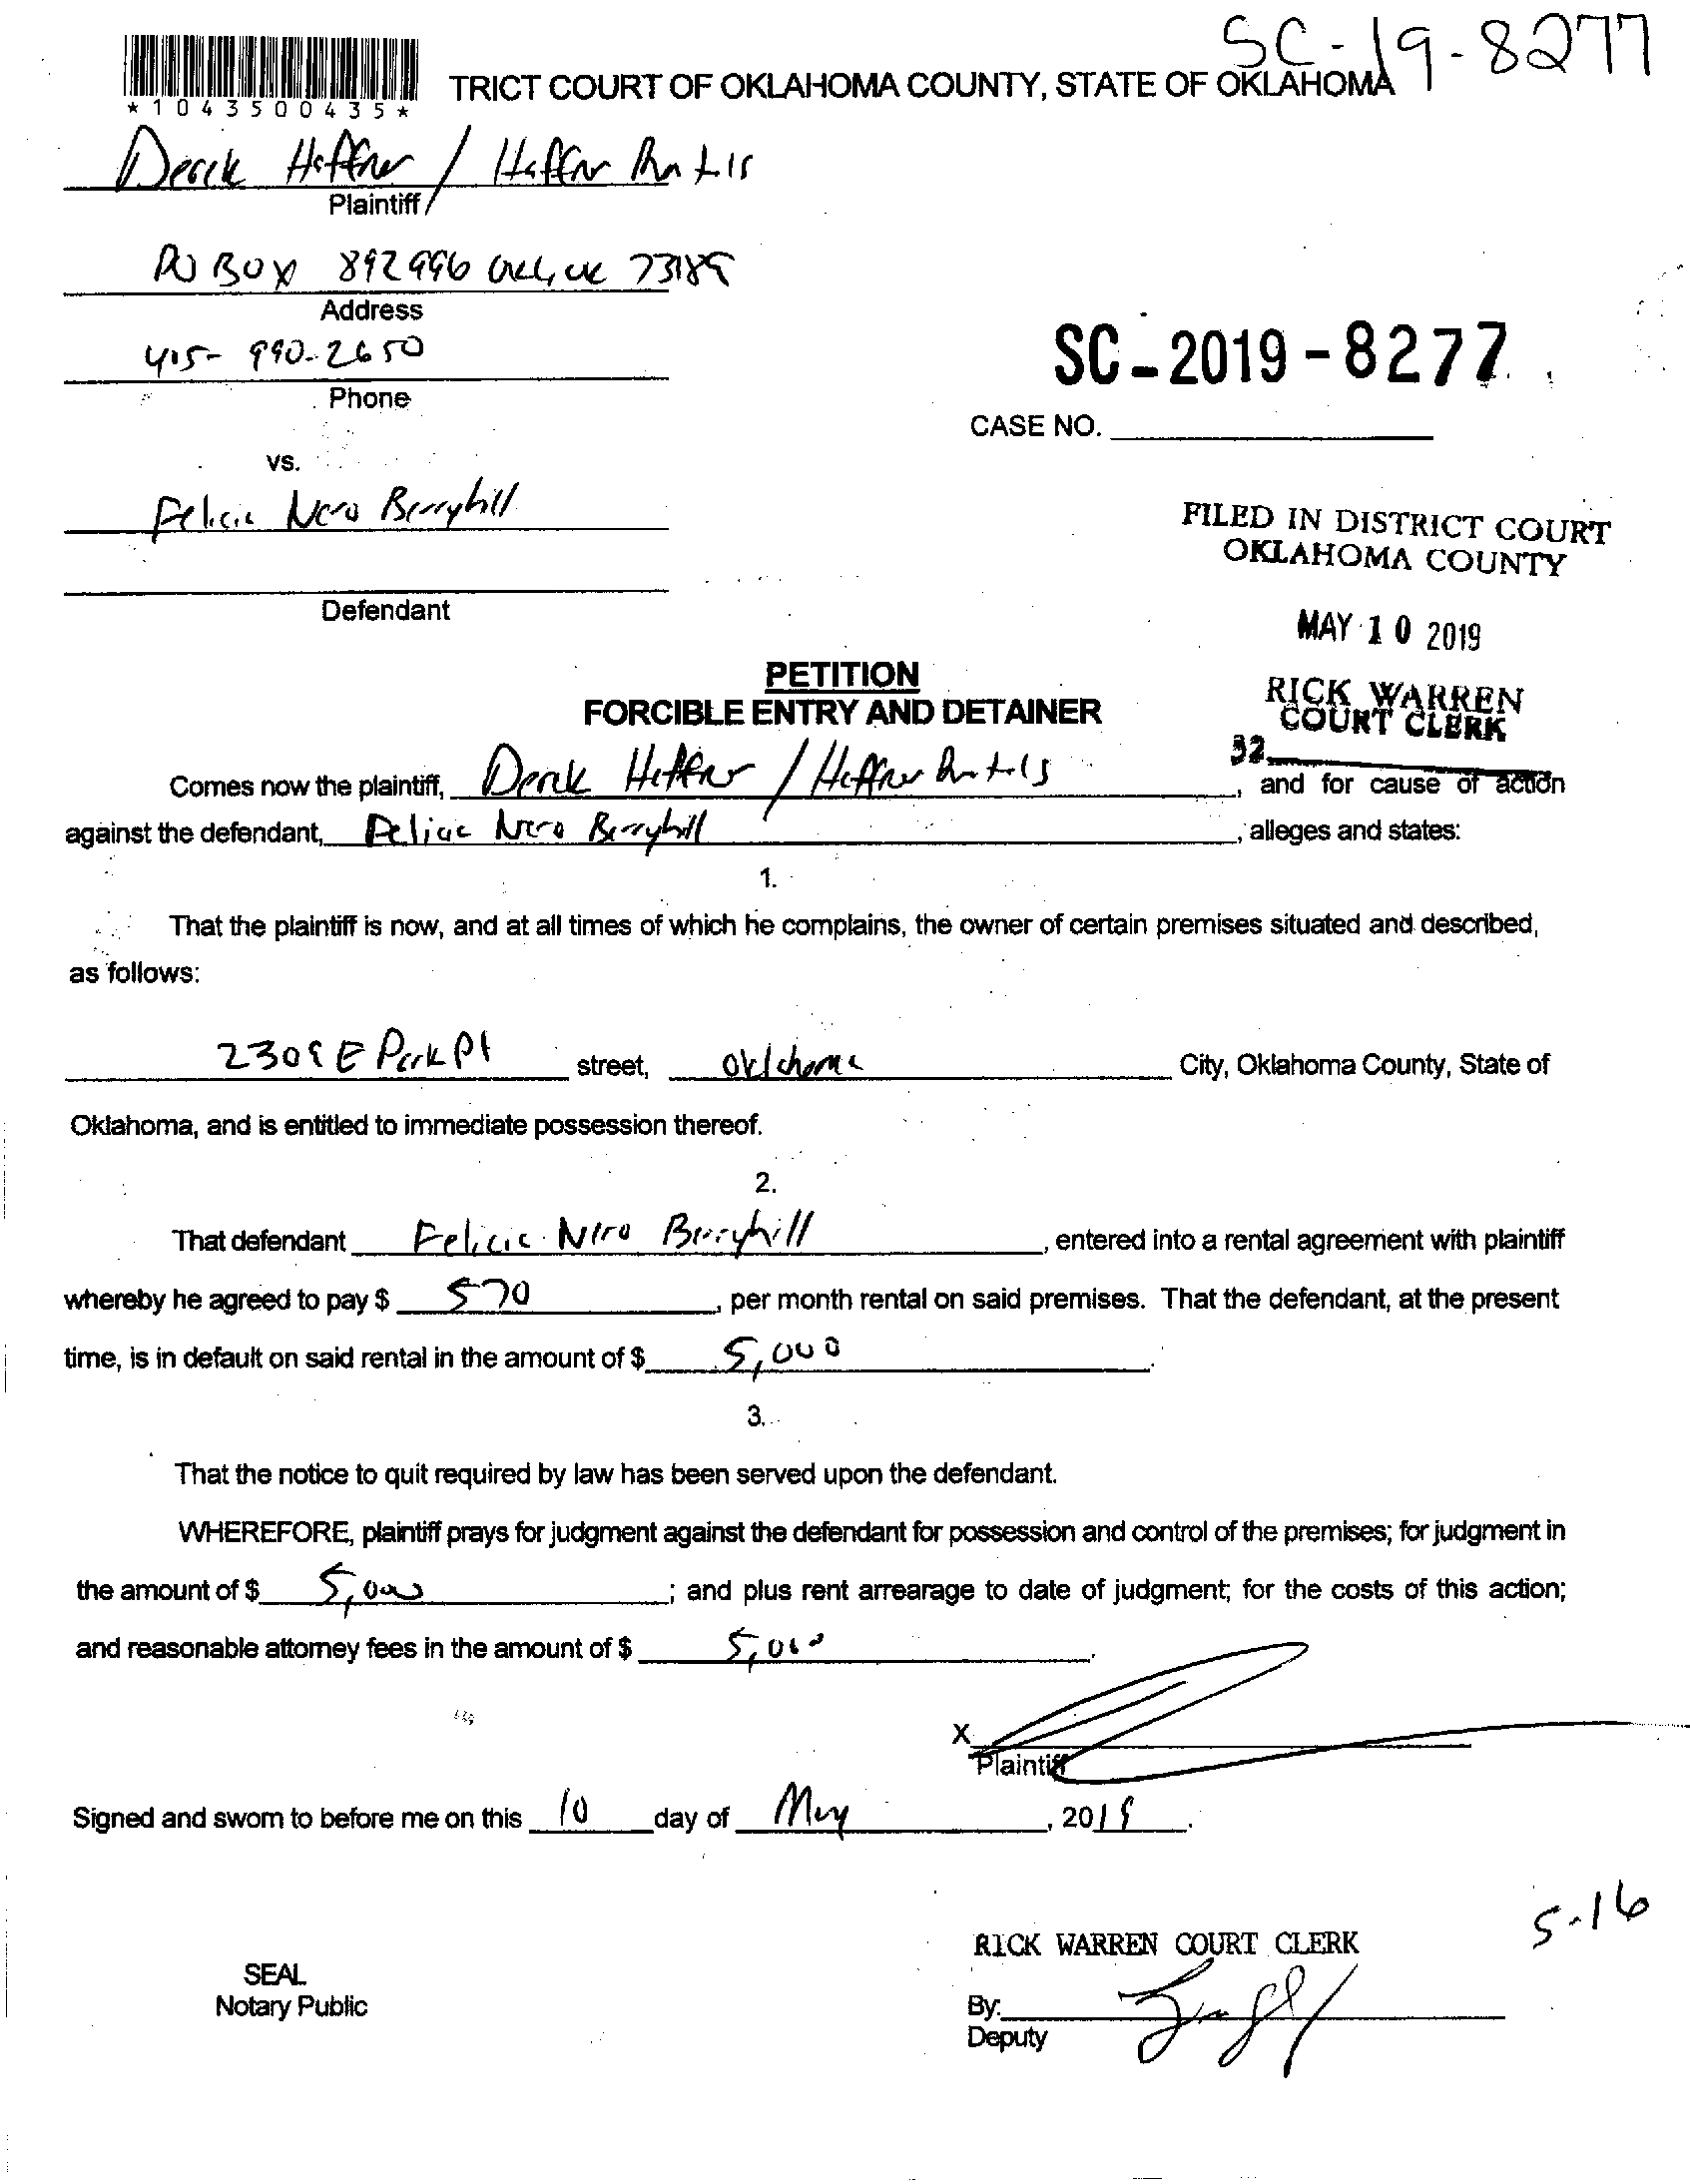 SC-19-8277
TRICT COURT OF OKLAHOMA COUNTY, STATE OF OKLAHOMA
*1043500435*
Derek Heffner / Heffner Rentals
Plaintiff
PO BOX 892996 OKC, OK 73189
Address
405-990-2650
Phone
SC-2019-8277
CASE NO.
vs.
Felicia Nero Berryhill
Defendant
FILED IN DISTRICT COURT
OKLAHOMA COUNTY
MAY 10 2019
RICK WARREN
COURT CLERK
32
PETITION
FORCIBLE ENTRY AND DETAINER
Comes now the plaintiff, Derek Heffner / Heffner Rentals, and for cause of action
against the defendant, Felicia Nero Berryhill, alleges and states:
1.
That the plaintiff is now, and at all times of which he complains, the owner of certain premises situated and described,
as follows:
2309 E Park Pl street, Oklahoma City, Oklahoma County, State of
Oklahoma, and is entitled to immediate possession thereof.
2.
That defendant Felicia Nero Berryhill, entered into a rental agreement with plaintiff
whereby he agreed to pay $ 570, per month rental on said premises. That the defendant, at the present
time, is in default on said rental in the amount of $ 5,000.
3.
That the notice to quit required by law has been served upon the defendant.
WHEREFORE, plaintiff prays for judgment against the defendant for possession and control of the premises; for judgment in
the amount of $ 5,000; and plus rent arrearage to date of judgment; for the costs of this action;
and reasonable attorney fees in the amount of $ 5,000.
X
Plaintiff
Signed and sworn to before me on this 10 day of May, 2019.
5-16
RICK WARREN COURT CLERK
SEAL
Notary Public
By:
Deputy